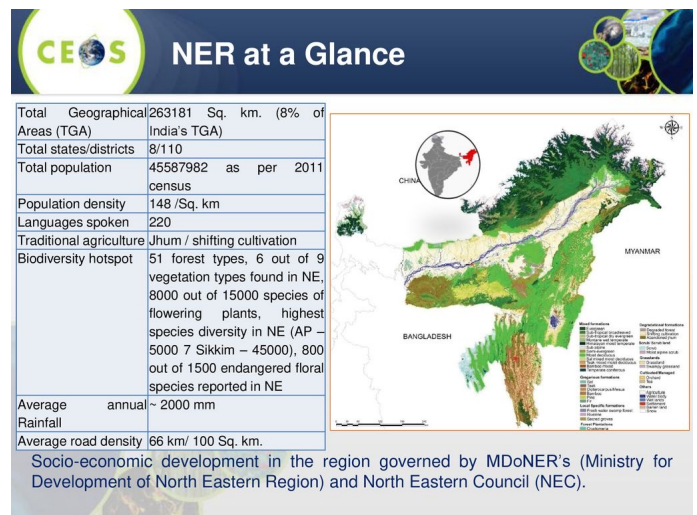 CEOS
NER at a Glance
Total Geographical 263181 Sq. km. (8% of
Areas (TGA) India's TGA)
Total states/districts 8/110
Total population 45587982 as per 2011
census
Population density 148 /Sq. km
Languages spoken 220
Traditional agriculture Jhum / shifting cultivation
Biodiversity hotspot 51 forest types, 6 out of 9
vegetation types found in NE,
8000 out of 15000 species of
flowering plants, highest
species diversity in NE (AP –
5000 7 Sikkim – 45000), 800
out of 1500 endangered floral
species reported in NE
Average annual ~ 2000 mm
Rainfall
Average road density 66 km/ 100 Sq. km.
CHINA
MYANMAR
BANGLADESH
Socio-economic development in the region governed by MDoNER's (Ministry for
Development of North Eastern Region) and North Eastern Council (NEC).